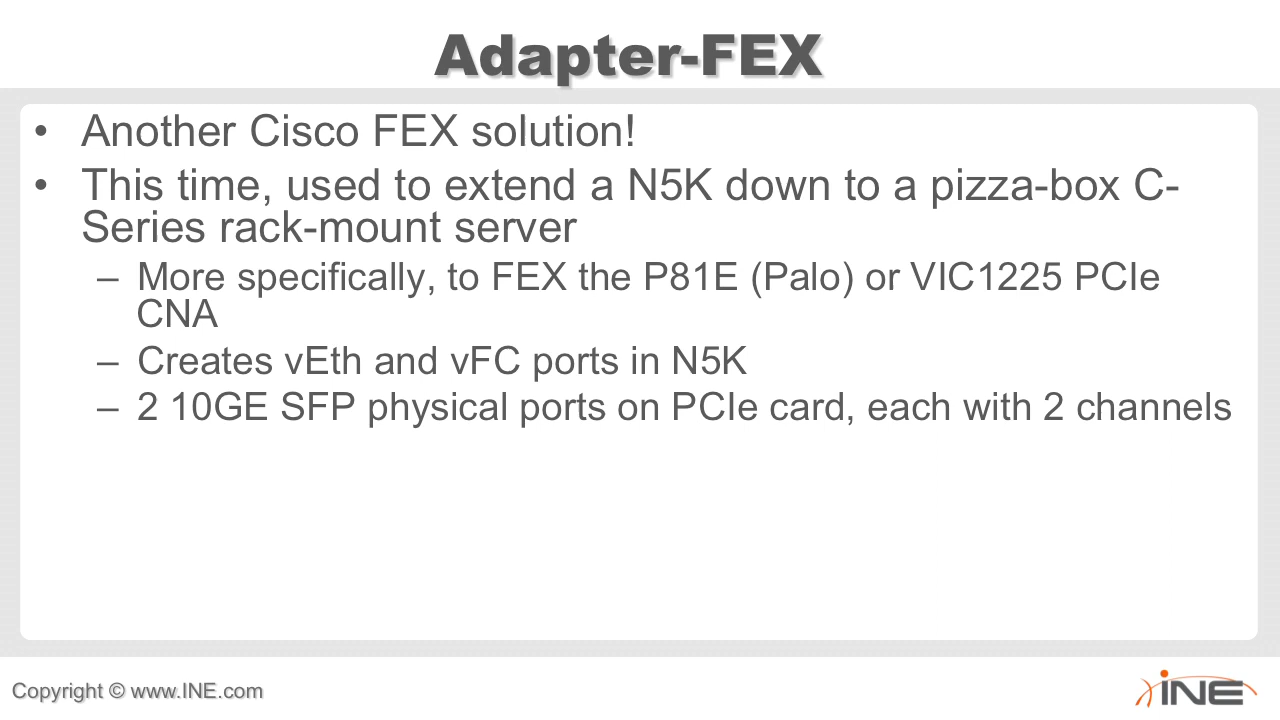 Adapter-FEX
• Another Cisco FEX solution!
• This time, used to extend a N5K down to a pizza-box C-
Series rack-mount server
– More specifically, to FEX the P81E (Palo) or VIC1225 PCIe
CNA
– Creates vEth and vFC ports in N5K
– 2 10GE SFP physical ports on PCIe card, each with 2 channels
Copyright © www.INE.com
INE